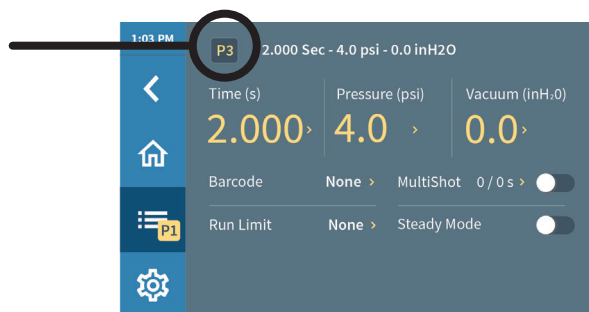 1:03 PM
P3 2.000 Sec - 4.0 psi - 0.0 inH2O
Time (s) Pressure (psi) Vacuum (inH₂0)
2.000 › 4.0 › 0.0 ›
Barcode None › MultiShot 0 / 0 s ›
Run Limit None › Steady Mode
P1